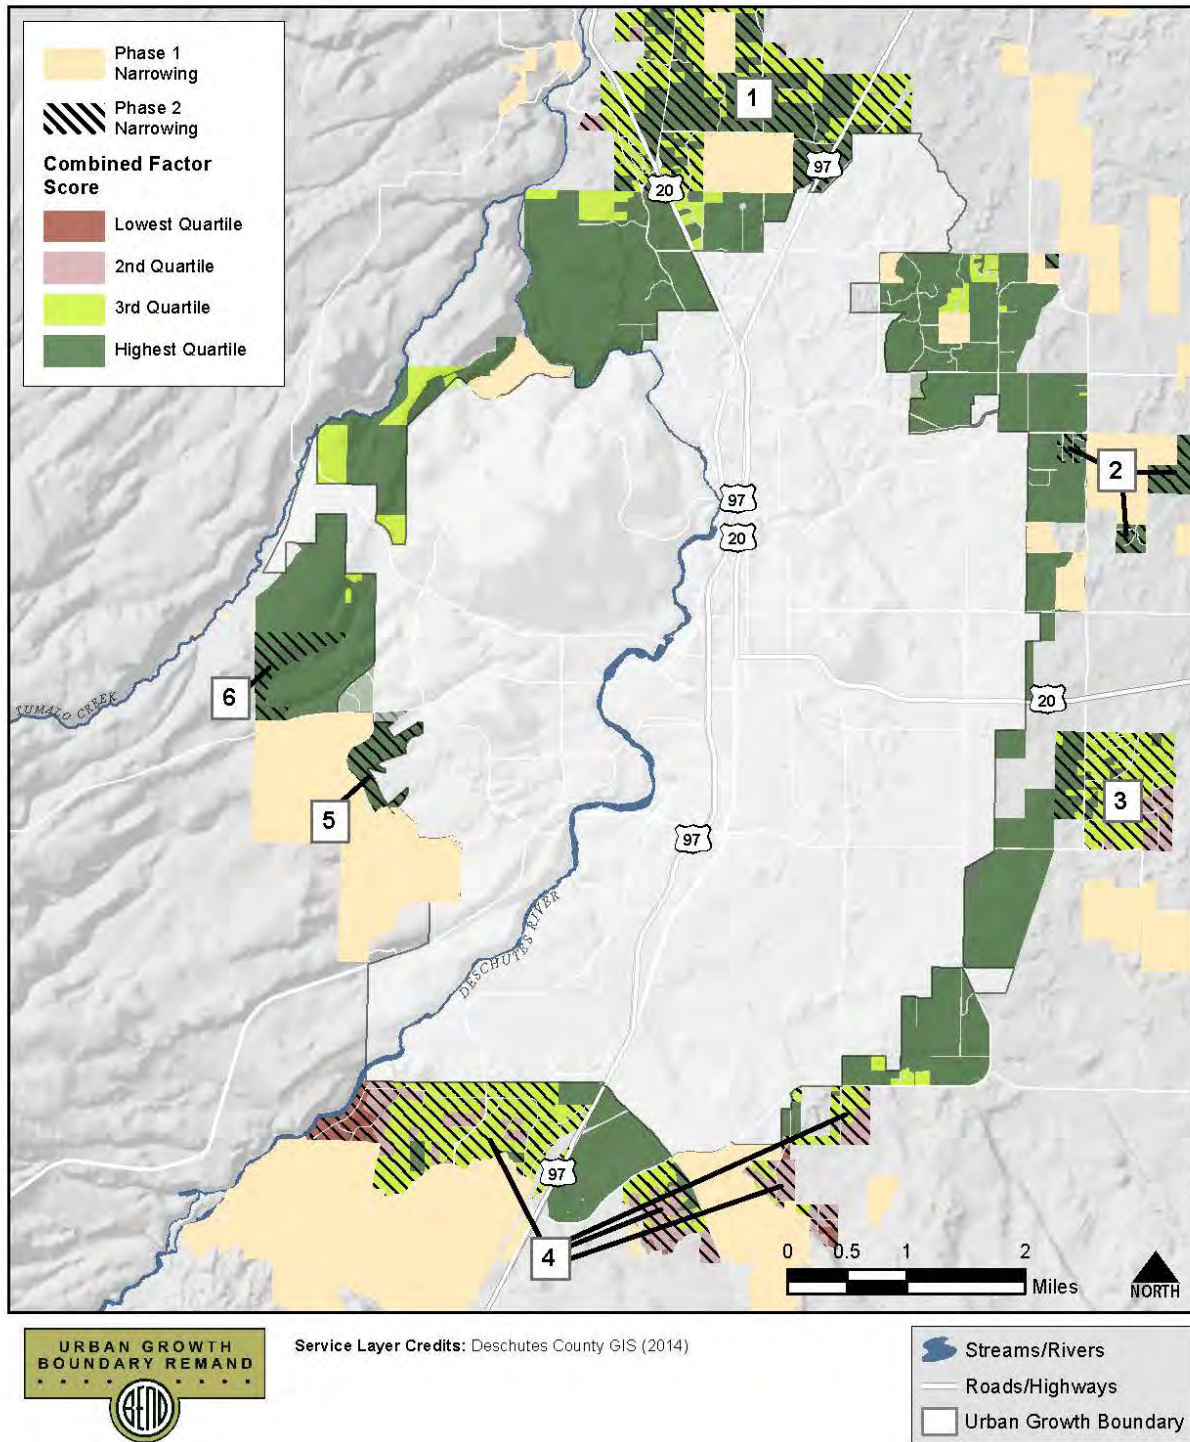 Phase 1
Narrowing
Phase 2
Narrowing
Combined Factor
Score
Lowest Quartile
2nd Quartile
3rd Quartile
Highest Quartile
1
97
20
2
97
20
20
6
TUMALO CREEK
3
5
97
DESCHUTES RIVER
97
4
0 0.5 1 2
Miles
NORTH
URBAN GROWTH
BOUNDARY REMAND
BEND
Service Layer Credits: Deschutes County GIS (2014)
Streams/Rivers
Roads/Highways
Urban Growth Boundary